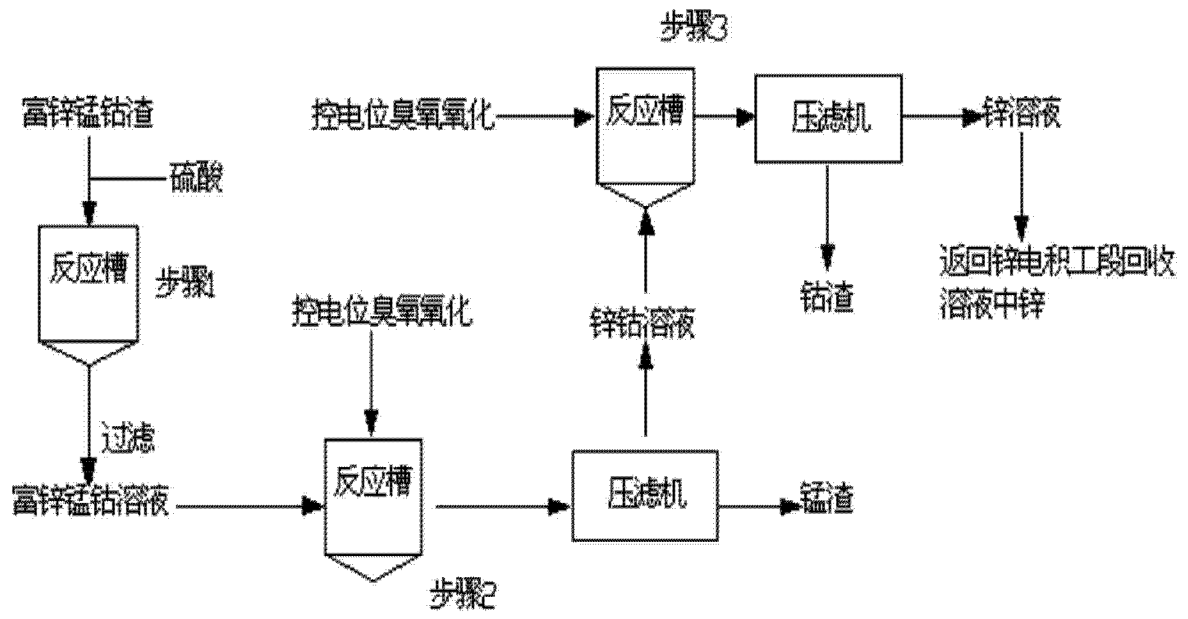 步骤3
富锌锰钴渣
控电位臭氧氧化
反应槽
压滤机
锌溶液
硫酸
反应槽
步骤1
返回锌电积工段回收
溶液中锌
钴渣
控电位臭氧氧化
锌钴溶液
过滤
富锌锰钴溶液
反应槽
压滤机
锰渣
步骤2